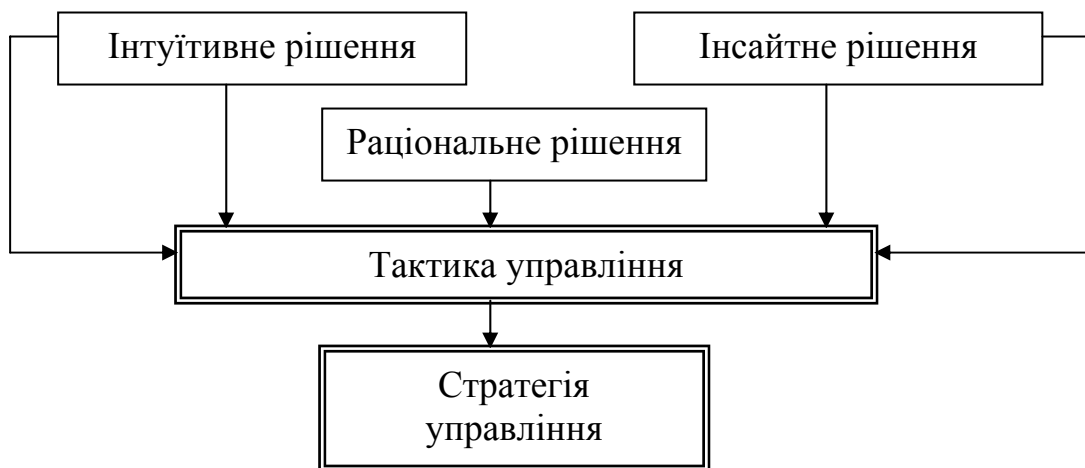 Інтуїтивне рішення
Інсайтне рішення
Раціональне рішення
Тактика управління
Стратегія
управління